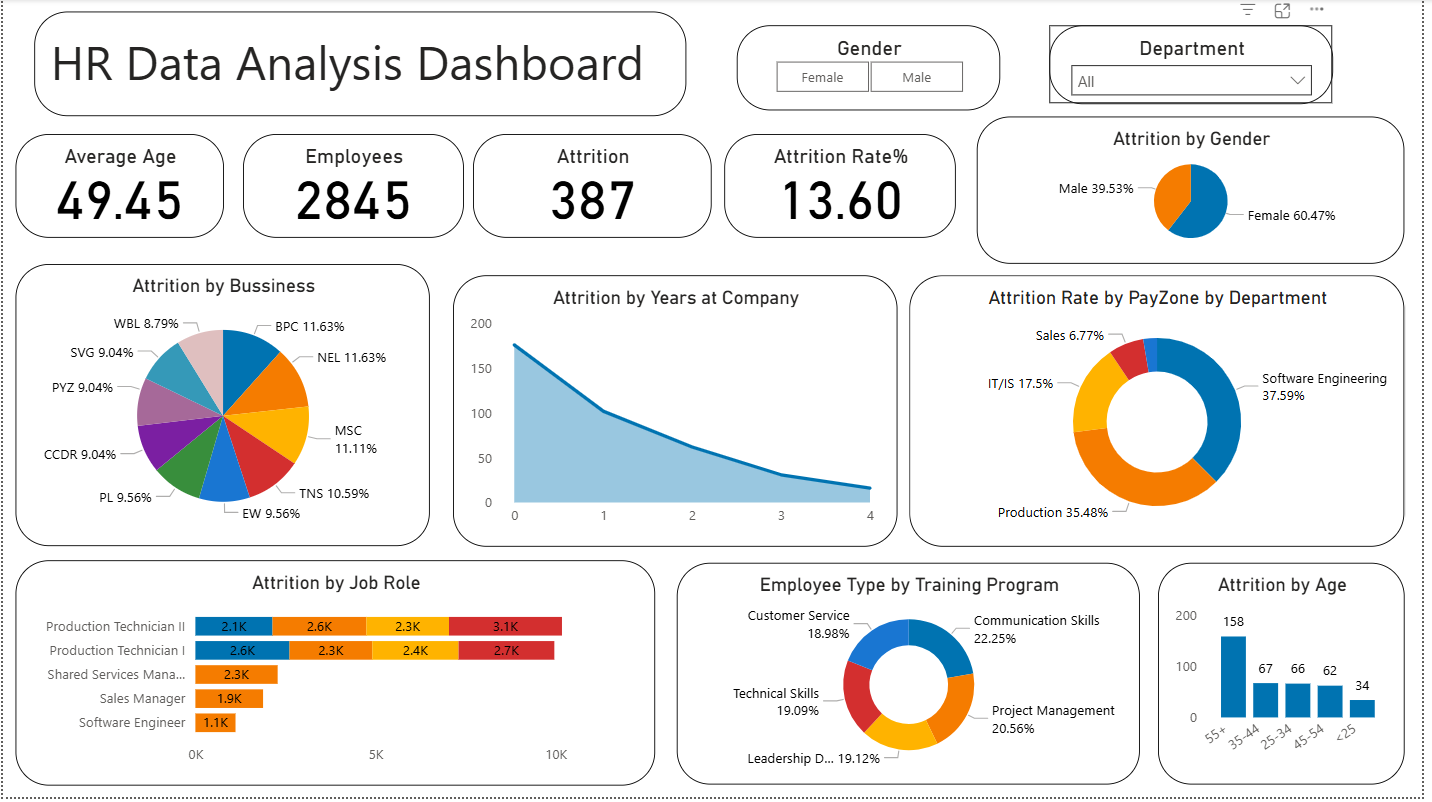 HR Data Analysis Dashboard
Gender
Female
Male
Department
All
Average Age
49.45
Employees
2845
Attrition
387
Attrition Rate%
13.60
Attrition by Gender
Male 39.53%
Female 60.47%
Attrition by Bussiness
WBL 8.79%
BPC 11.63%
SVG 9.04%
NEL 11.63%
PYZ 9.04%
MSC
11.11%
CCDR 9.04%
TNS 10.59%
PL 9.56%
EW 9.56%
Attrition by Years at Company
200
150
100
50
0
0 1 2 3 4
Attrition Rate by PayZone by Department
Sales 6.77%
IT/IS 17.5%
Software Engineering
37.59%
Production 35.48%
Attrition by Job Role
Production Technician II 2.1K 2.6K 2.3K 3.1K
Production Technician I 2.6K 2.3K 2.4K 2.7K
Shared Services Mana... 2.3K
Sales Manager 1.9K
Software Engineer 1.1K
0K 5K 10K
Employee Type by Training Program
Customer Service
18.98%
Communication Skills
22.25%
Technical Skills
19.09%
Project Management
20.56%
Leadership D... 19.12%
Attrition by Age
200
100
0
158 67 66 62 34
55+ 35-44 25-34 45-54 <25